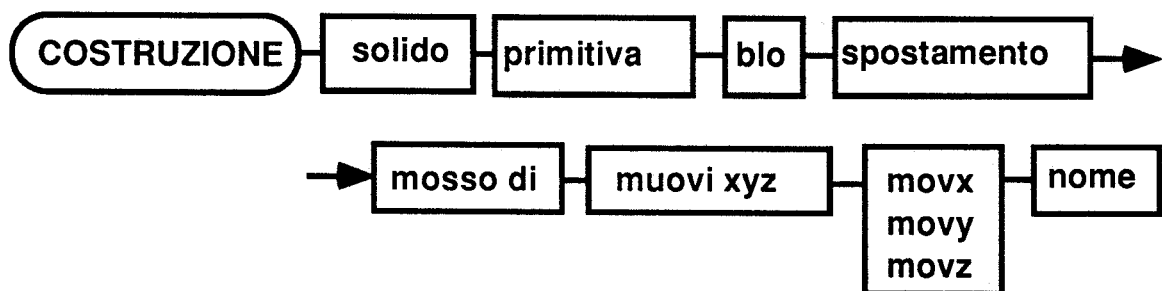 COSTRUZIONE solido primitiva blo spostamento
mosso di muovi xyz movx nome
movy
movz